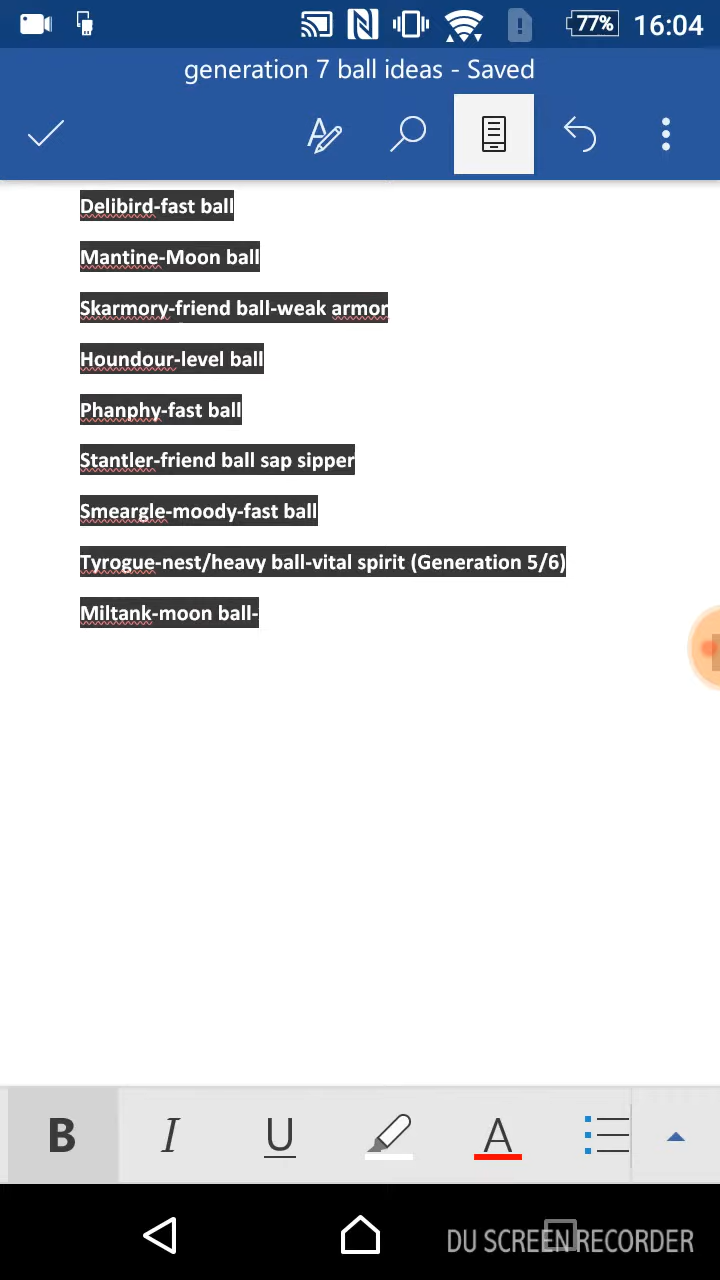 77% 16:04
generation 7 ball ideas - Saved
Delibird-fast ball
Mantine-Moon ball
Skarmory-friend ball-weak armor
Houndour-level ball
Phanphy-fast ball
Stantler-friend ball sap sipper
Smeargle-moody-fast ball
Tyrogue-nest/heavy ball-vital spirit (Generation 5/6)
Miltank-moon ball-
B I U A
DU SCREEN RECORDER